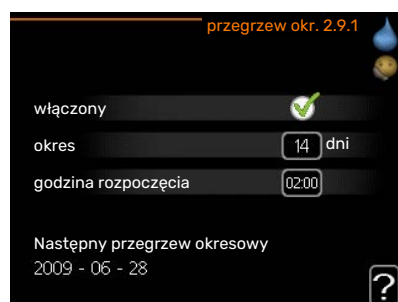 przegrzew okr. 2.9.1
włączony
okres 14 dni
godzina rozpoczęcia 02:00
Następny przegrzew okresowy
2009 - 06 - 28
?